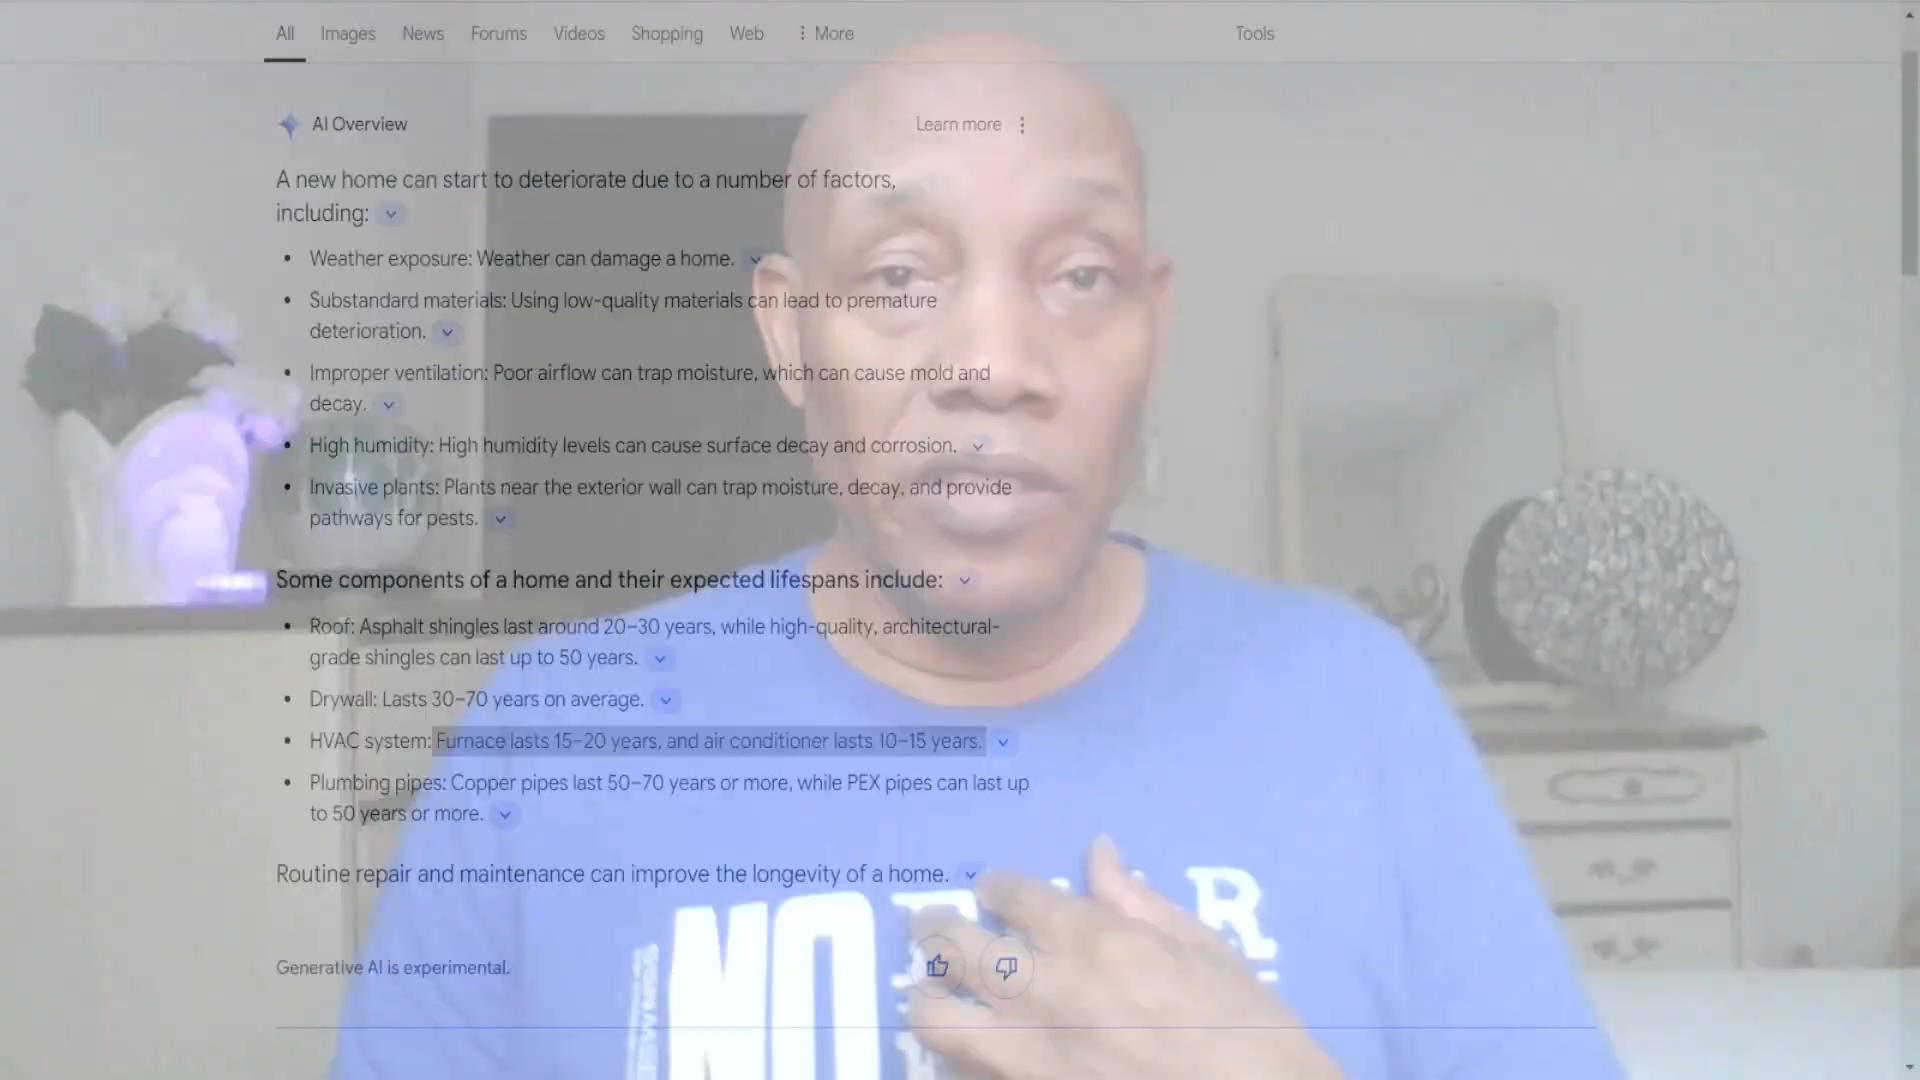 All Images News Forums Videos Shopping Web More Tools
AI Overview Learn more
A new home can start to deteriorate due to a number of factors,
including:
• Weather exposure: Weather can damage a home.
• Substandard materials: Using low-quality materials can lead to premature
deterioration.
• Improper ventilation: Poor airflow can trap moisture, which can cause mold and
decay.
• High humidity: High humidity levels can cause surface decay and corrosion.
• Invasive plants: Plants near the exterior wall can trap moisture, decay, and provide
pathways for pests.
Some components of a home and their expected lifespans include:
• Roof: Asphalt shingles last around 20–30 years, while high-quality, architectural-
grade shingles can last up to 50 years.
• Drywall: Lasts 30–70 years on average.
• HVAC system: Furnace lasts 15–20 years, and air conditioner lasts 10–15 years.
• Plumbing pipes: Copper pipes last 50–70 years or more, while PEX pipes can last up
to 50 years or more.
Routine repair and maintenance can improve the longevity of a home.
NO
Generative AI is experimental.